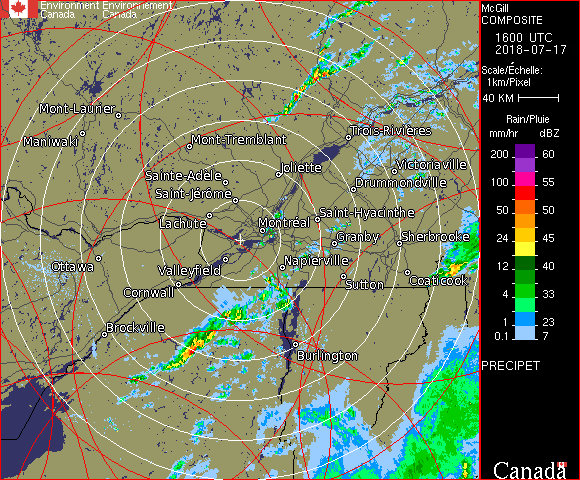 Environment Environnement
Canada Canada
McGill
COMPOSITE
1600 UTC
2018-07-17
Scale/Échelle:
1km/Pixel
40 KM
Rain/Pluie
mm/hr dBZ
200 60
100 55
50 50
24 45
12 40
4 33
1 23
0.1 7
PRECIPET
Canada
Mont-Laurier
Maniwaki
Mont-Tremblant
Trois-Rivières
Sainte-Adèle
Joliette
Victoriaville
Saint-Jérôme
Drummondville
Lachute
Montréal
Saint-Hyacinthe
Granby
Sherbrooke
Ottawa
Valleyfield
Napierville
Cornwall
Sutton
Coaticook
Brockville
Burlington